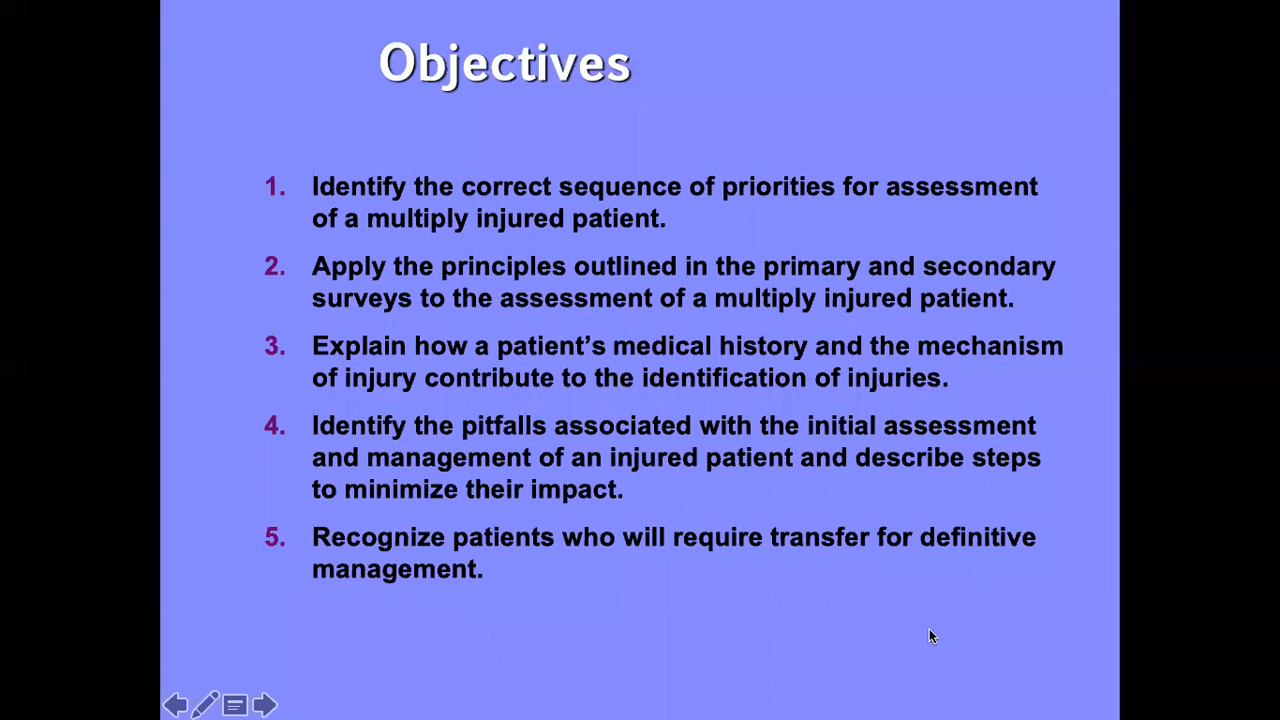 Objectives
1. Identify the correct sequence of priorities for assessment
of a multiply injured patient.
2. Apply the principles outlined in the primary and secondary
surveys to the assessment of a multiply injured patient.
3. Explain how a patient’s medical history and the mechanism
of injury contribute to the identification of injuries.
4. Identify the pitfalls associated with the initial assessment
and management of an injured patient and describe steps
to minimize their impact.
5. Recognize patients who will require transfer for definitive
management.